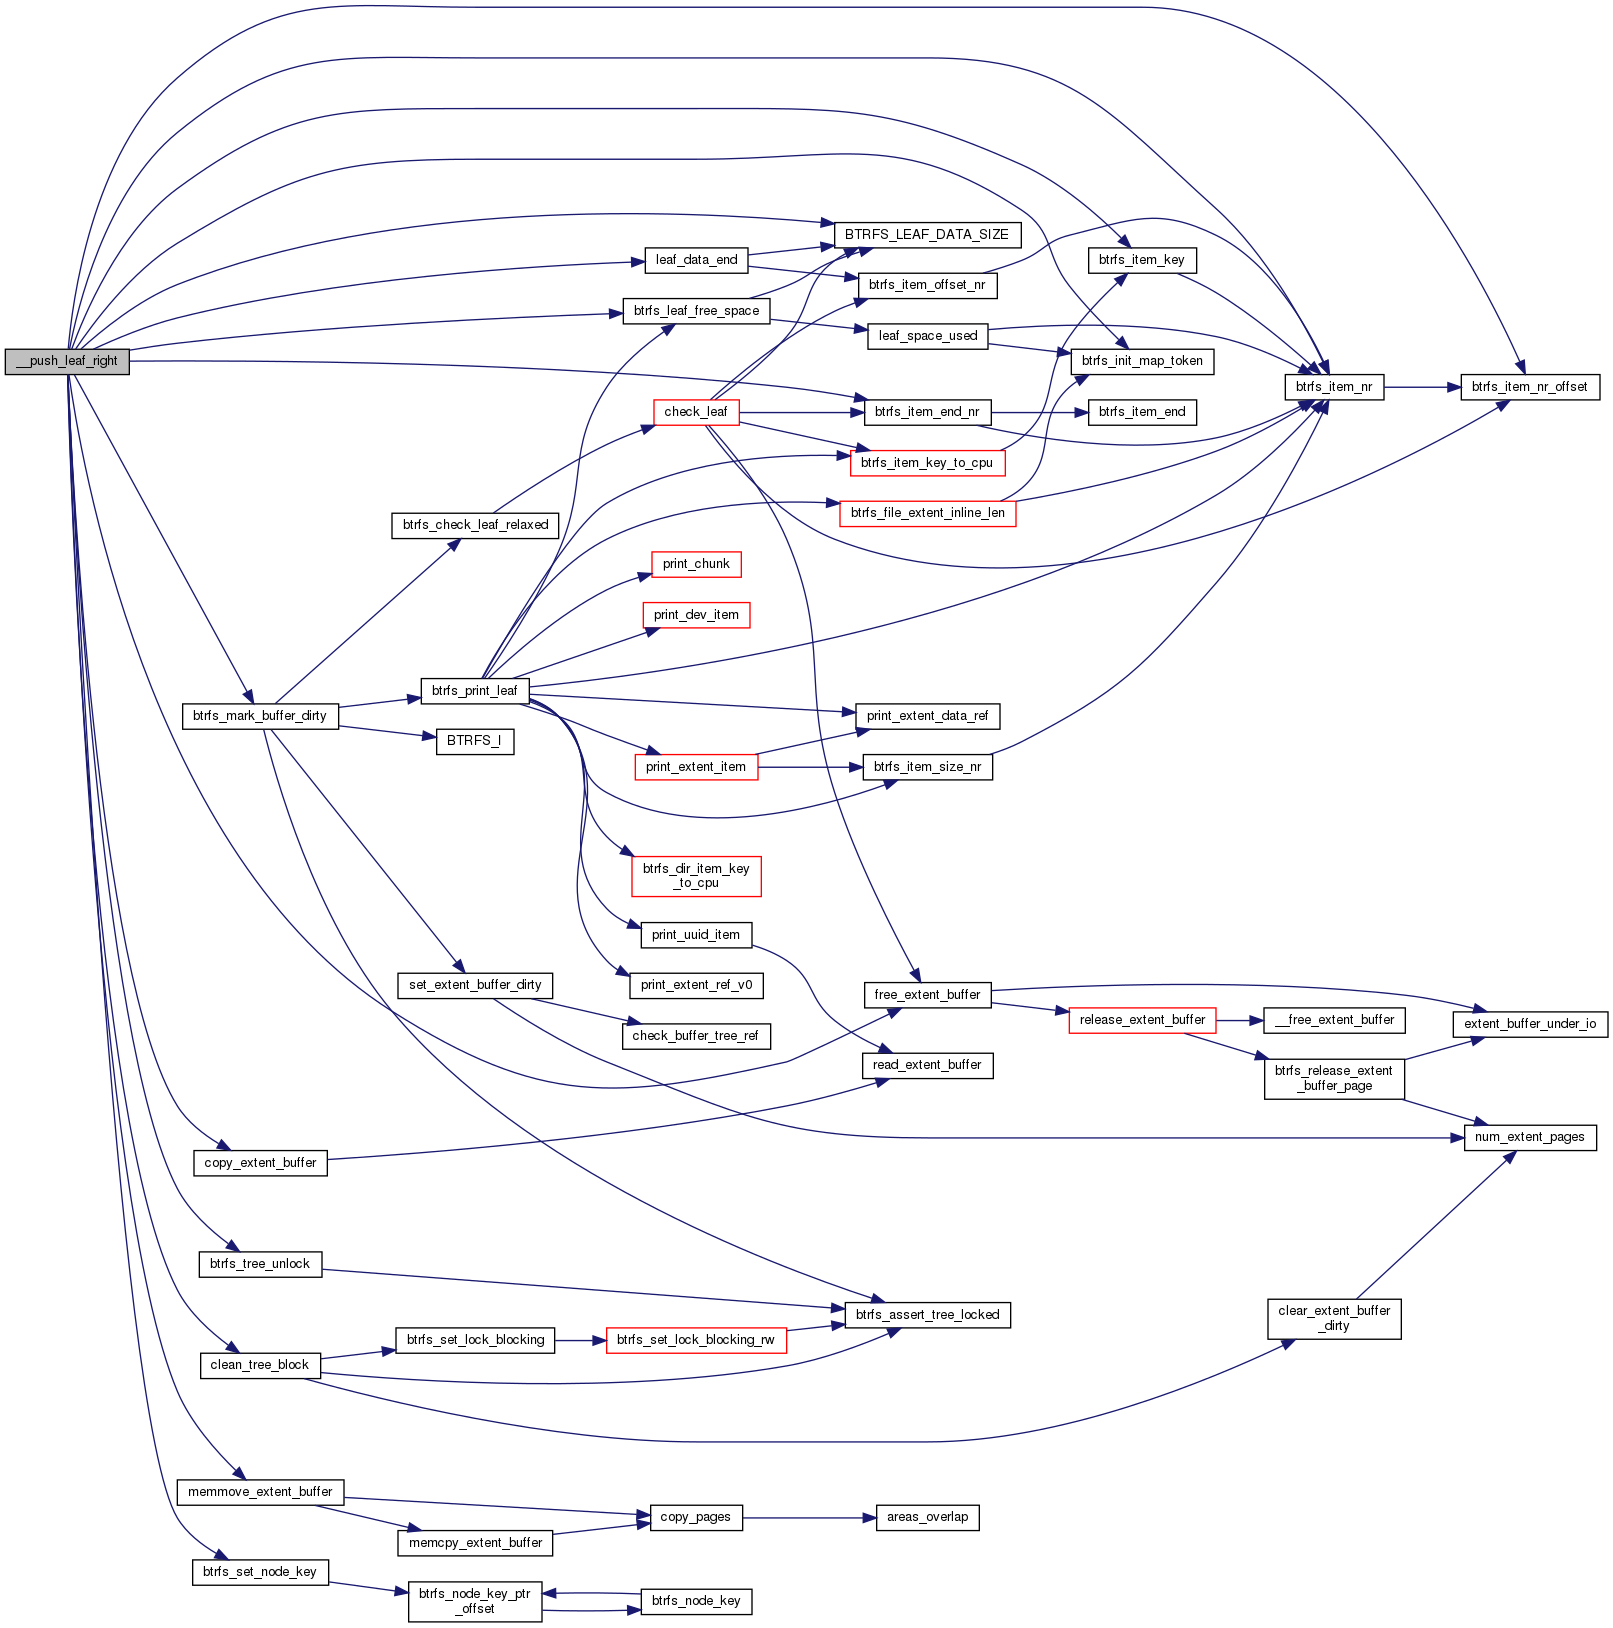 BTRFS_LEAF_DATA_SIZE
leaf_data_end
btrfs_item_key
btrfs_item_offset_nr
btrfs_leaf_free_space
leaf_space_used
__push_leaf_right
btrfs_init_map_token
btrfs_item_nr
btrfs_item_nr_offset
check_leaf
btrfs_item_end_nr
btrfs_item_end
btrfs_item_key_to_cpu
btrfs_file_extent_inline_len
btrfs_check_leaf_relaxed
print_chunk
print_dev_item
btrfs_print_leaf
btrfs_mark_buffer_dirty
print_extent_data_ref
BTRFS_I
print_extent_item
btrfs_item_size_nr
btrfs_dir_item_key
_to_cpu
print_uuid_item
set_extent_buffer_dirty
print_extent_ref_v0
free_extent_buffer
release_extent_buffer
__free_extent_buffer
extent_buffer_under_io
check_buffer_tree_ref
read_extent_buffer
btrfs_release_extent
_buffer_page
num_extent_pages
copy_extent_buffer
btrfs_tree_unlock
btrfs_assert_tree_locked
clear_extent_buffer
_dirty
btrfs_set_lock_blocking
btrfs_set_lock_blocking_rw
clean_tree_block
memmove_extent_buffer
copy_pages
areas_overlap
memcpy_extent_buffer
btrfs_set_node_key
btrfs_node_key_ptr
_offset
btrfs_node_key